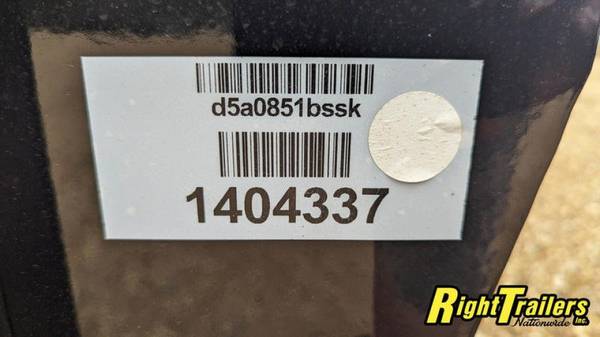 d5a0851bssk
1404337
RightTrailers
Nationwide Inc.